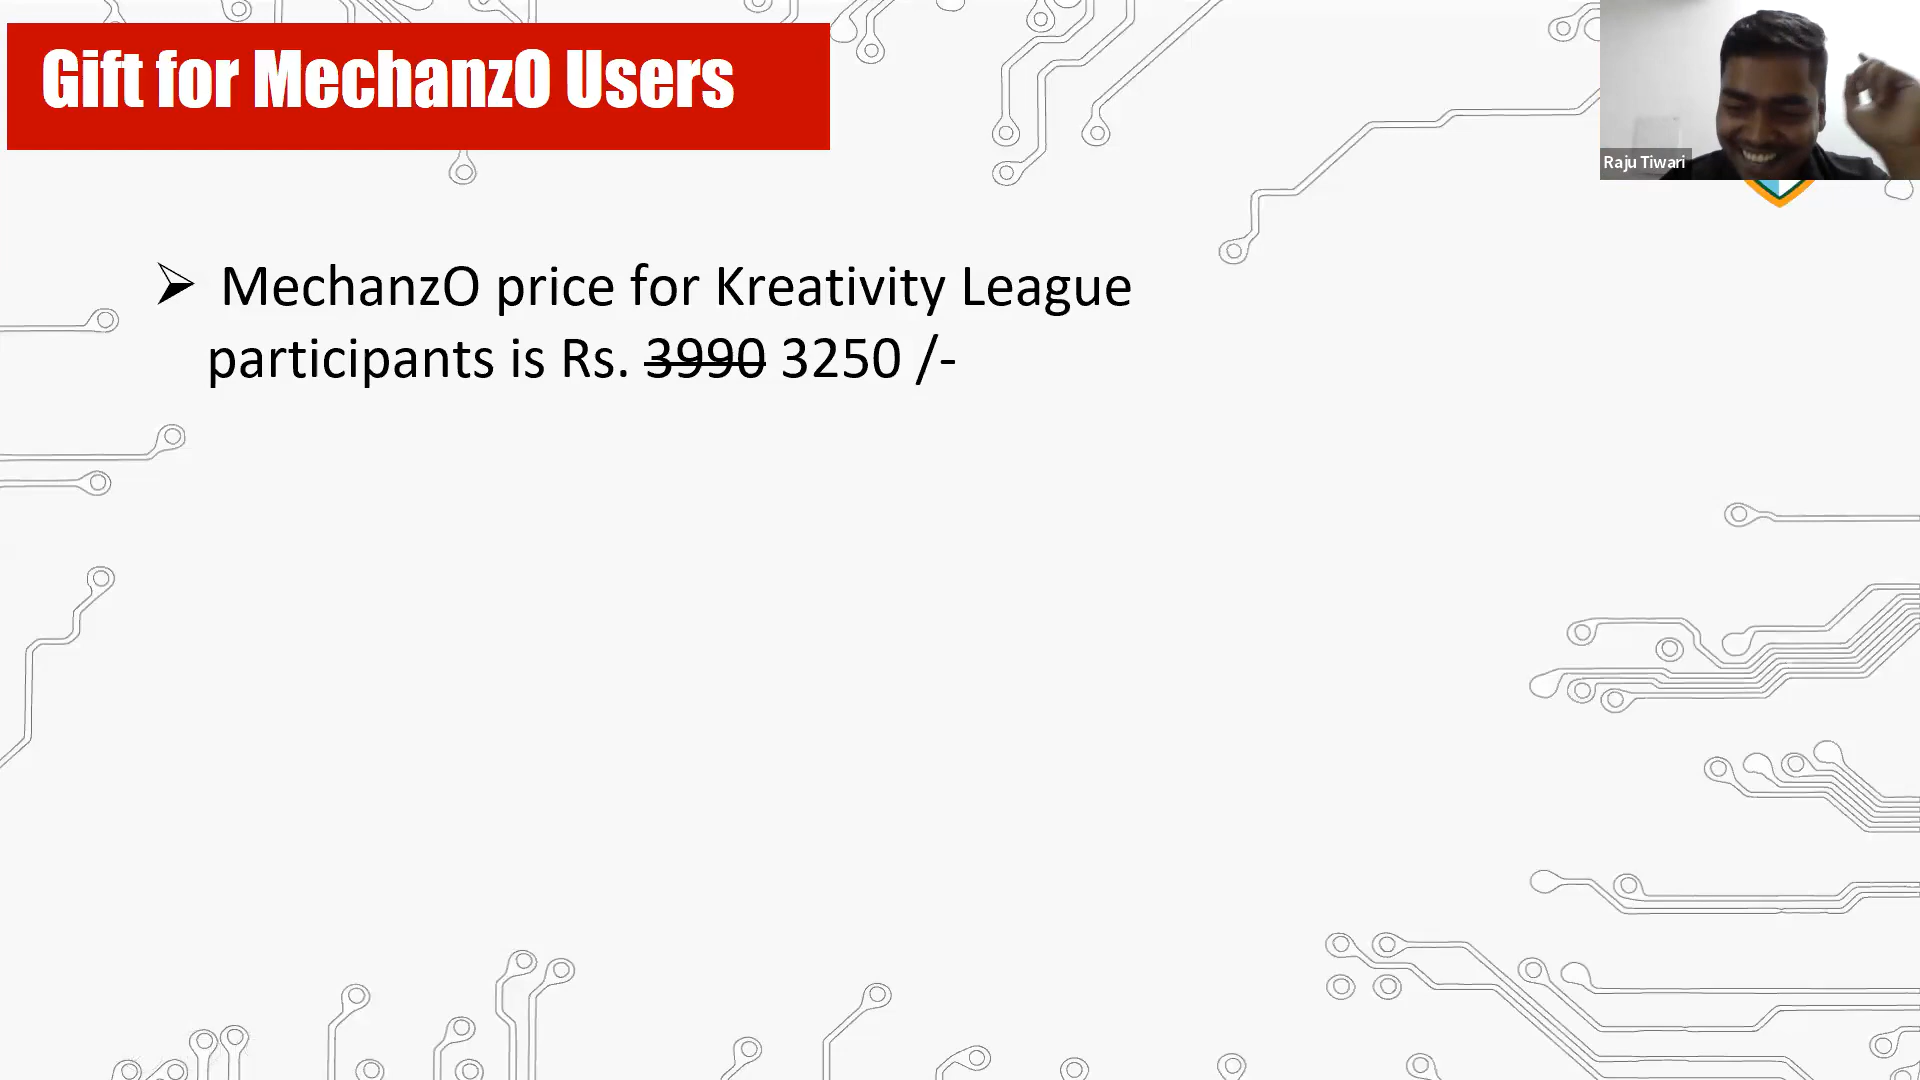 Gift for MechanzO Users
Raju Tiwari
➢ MechanzO price for Kreativity League
participants is Rs. 3990 3250 /-